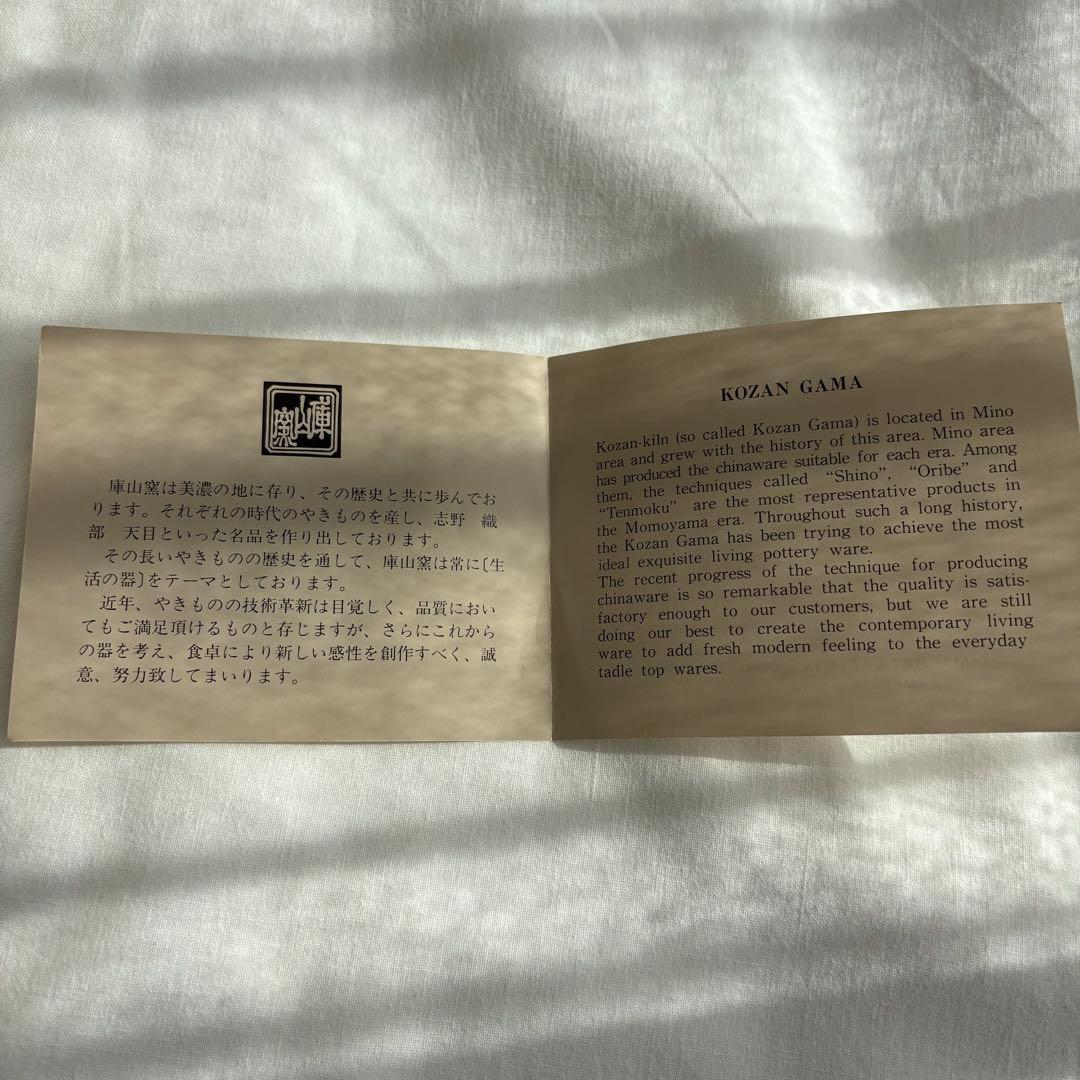 庫山窯
庫山窯は美濃の地に存り、その歴史と共に歩んでお
ります。それぞれの時代のやきものを産し、志野　織
部　天目といった名品を作り出しております。
その長いやきものの歴史を通して、庫山窯は常に〔生
活の器〕をテーマとしております。
近年、やきものの技術革新は目覚しく、品質におい
てもご満足頂けるものと存じますが、さらにこれから
の器を考え、食卓により新しい感性を創作すべく、誠
意、努力致してまいります。
KOZAN GAMA
Kozan-kiln (so called Kozan Gama) is located in Mino
area and grew with the history of this area. Mino area
has produced the chinaware suitable for each era. Among
them, the techniques called “Shino”, “Oribe” and
“Tenmoku” are the most representative products in
the Momoyama era. Throughout such a long history,
the Kozan Gama has been trying to achieve the most
ideal exquisite living pottery ware.
The recent progress of the technique for producing
chinaware is so remarkable that the quality is satis-
factory enough to our customers, but we are still
doing our best to create the contemporary living
ware to add fresh modern feeling to the everyday
tadle top wares.